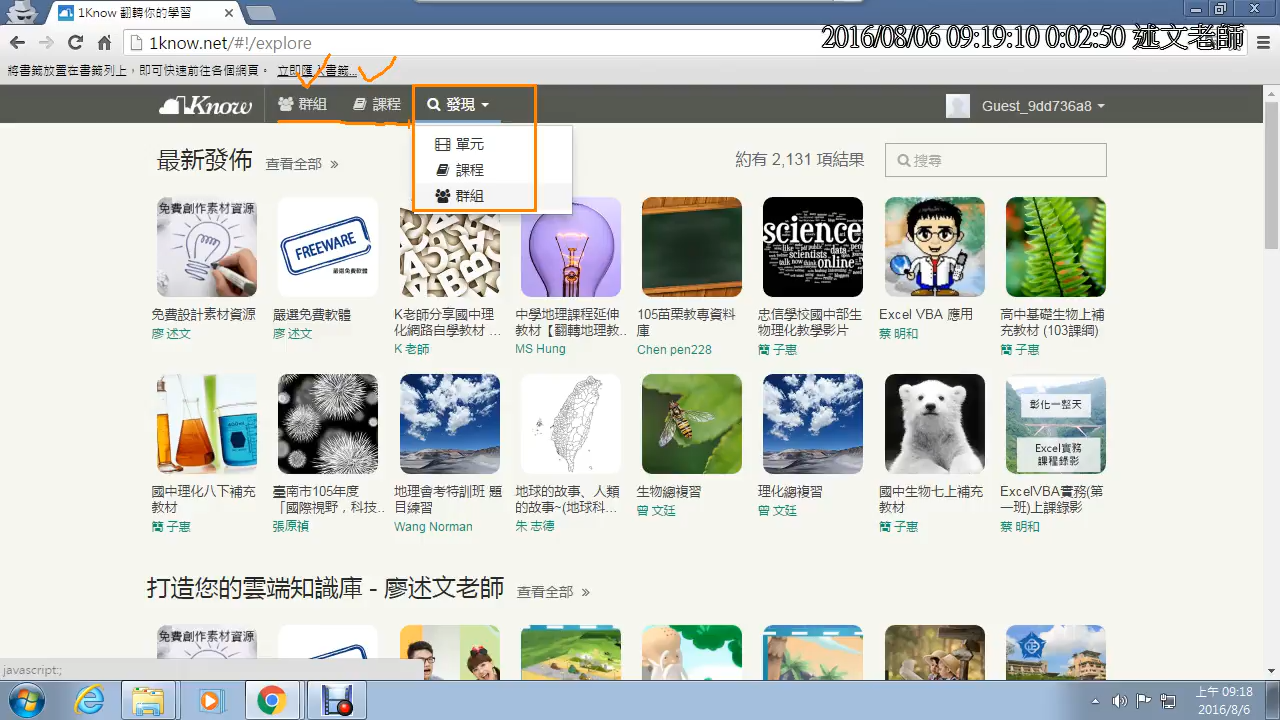 1Know 翻轉你的學習
1know.net/#!/explore
2016/08/06 09:19:10 0:02:50 述文老師
將書籤放置在書籤列上，即可快速前往各個網頁。 立即匯入書籤...
1Know 群組 課程 發現 Guest_9dd736a8
單元
課程
群組
最新發佈 查看全部 »
約有 2,131 項結果 搜尋
免費創作素材資源
FREEWARE
嚴選免費軟體
science
online
免費設計素材資源
廖 述文
嚴選免費軟體
廖 述文
K老師分享國中理
化網路自學教材 ...
K 老師
中學地理課程延伸
教材【翻轉地理教..
MS Hung
105苗栗教專資料
庫
Chen pen228
忠信學校國中部生
物理化教學影片
簡 子惠
Excel VBA 應用
蔡 明和
高中基礎生物上補
充教材 (103課綱)
簡 子惠
彰化一整天
Excel實務
課程錄影
國中理化八下補充
教材
簡 子惠
臺南市105年度
「國際視野，科技..
張原禎
地理會考特訓班 題
目練習
Wang Norman
地球的故事、人類
的故事~(地球科...
朱 志德
生物總複習
曾 文廷
理化總複習
曾 文廷
國中生物七上補充
教材
簡 子惠
ExcelVBA實務(第
一班)上課錄影
蔡 明和
打造您的雲端知識庫 - 廖述文老師 查看全部 »
免費創作素材資源
javascript:;
上午 09:18
2016/8/6